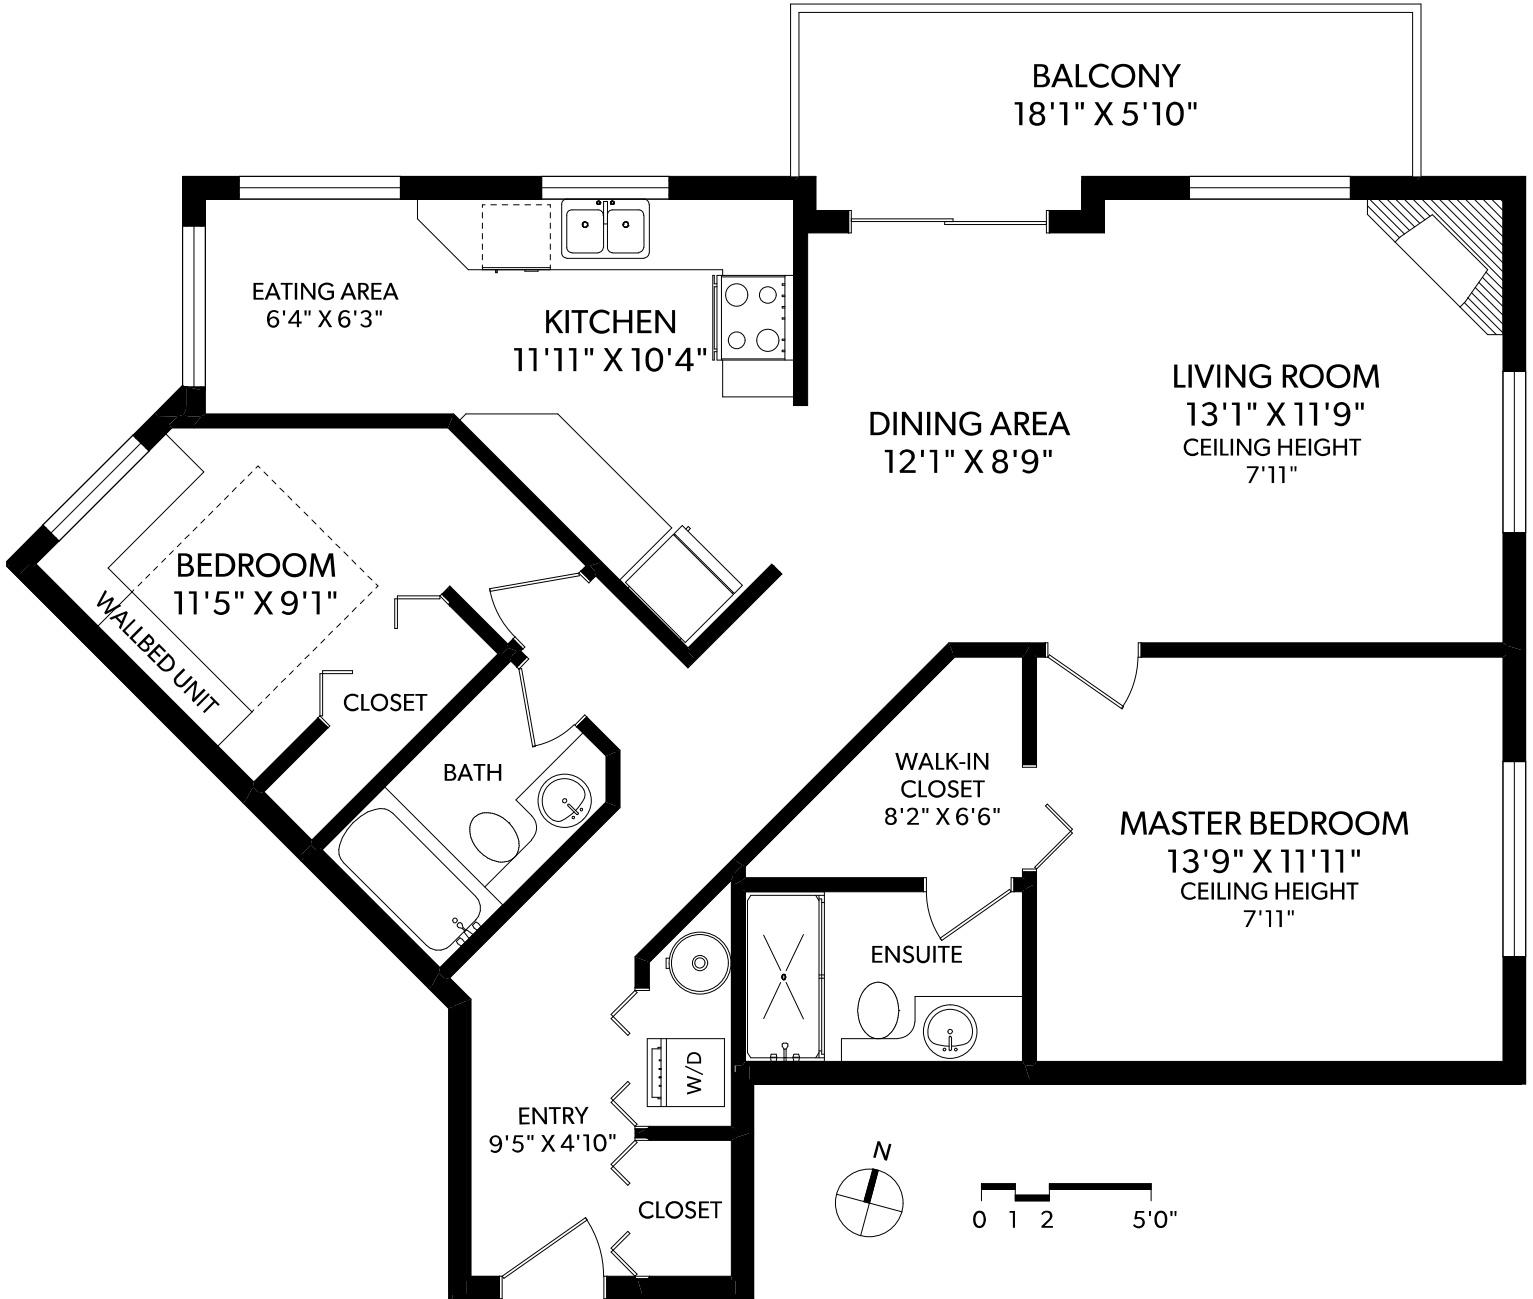 BALCONY
18'1" X 5'10"
EATING AREA
6'4" X 6'3"
KITCHEN
11'11" X 10'4"
LIVING ROOM
13'1" X 11'9"
CEILING HEIGHT
7'11"
DINING AREA
12'1" X 8'9"
BEDROOM
11'5" X 9'1"
WALLBED UNIT
CLOSET
BATH
WALK-IN
CLOSET
8'2" X 6'6"
MASTER BEDROOM
13'9" X 11'11"
CEILING HEIGHT
7'11"
ENSUITE
W/D
ENTRY
9'5" X 4'10"
CLOSET
N
0 1 2 5'0"